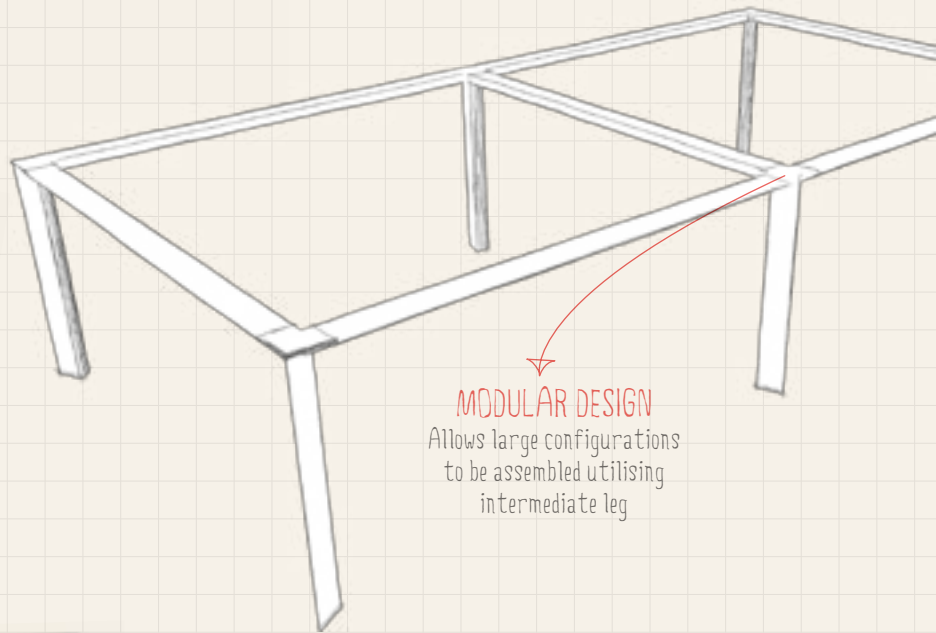 MODULAR DESIGN
Allows large configurations
to be assembled utilising
intermediate leg